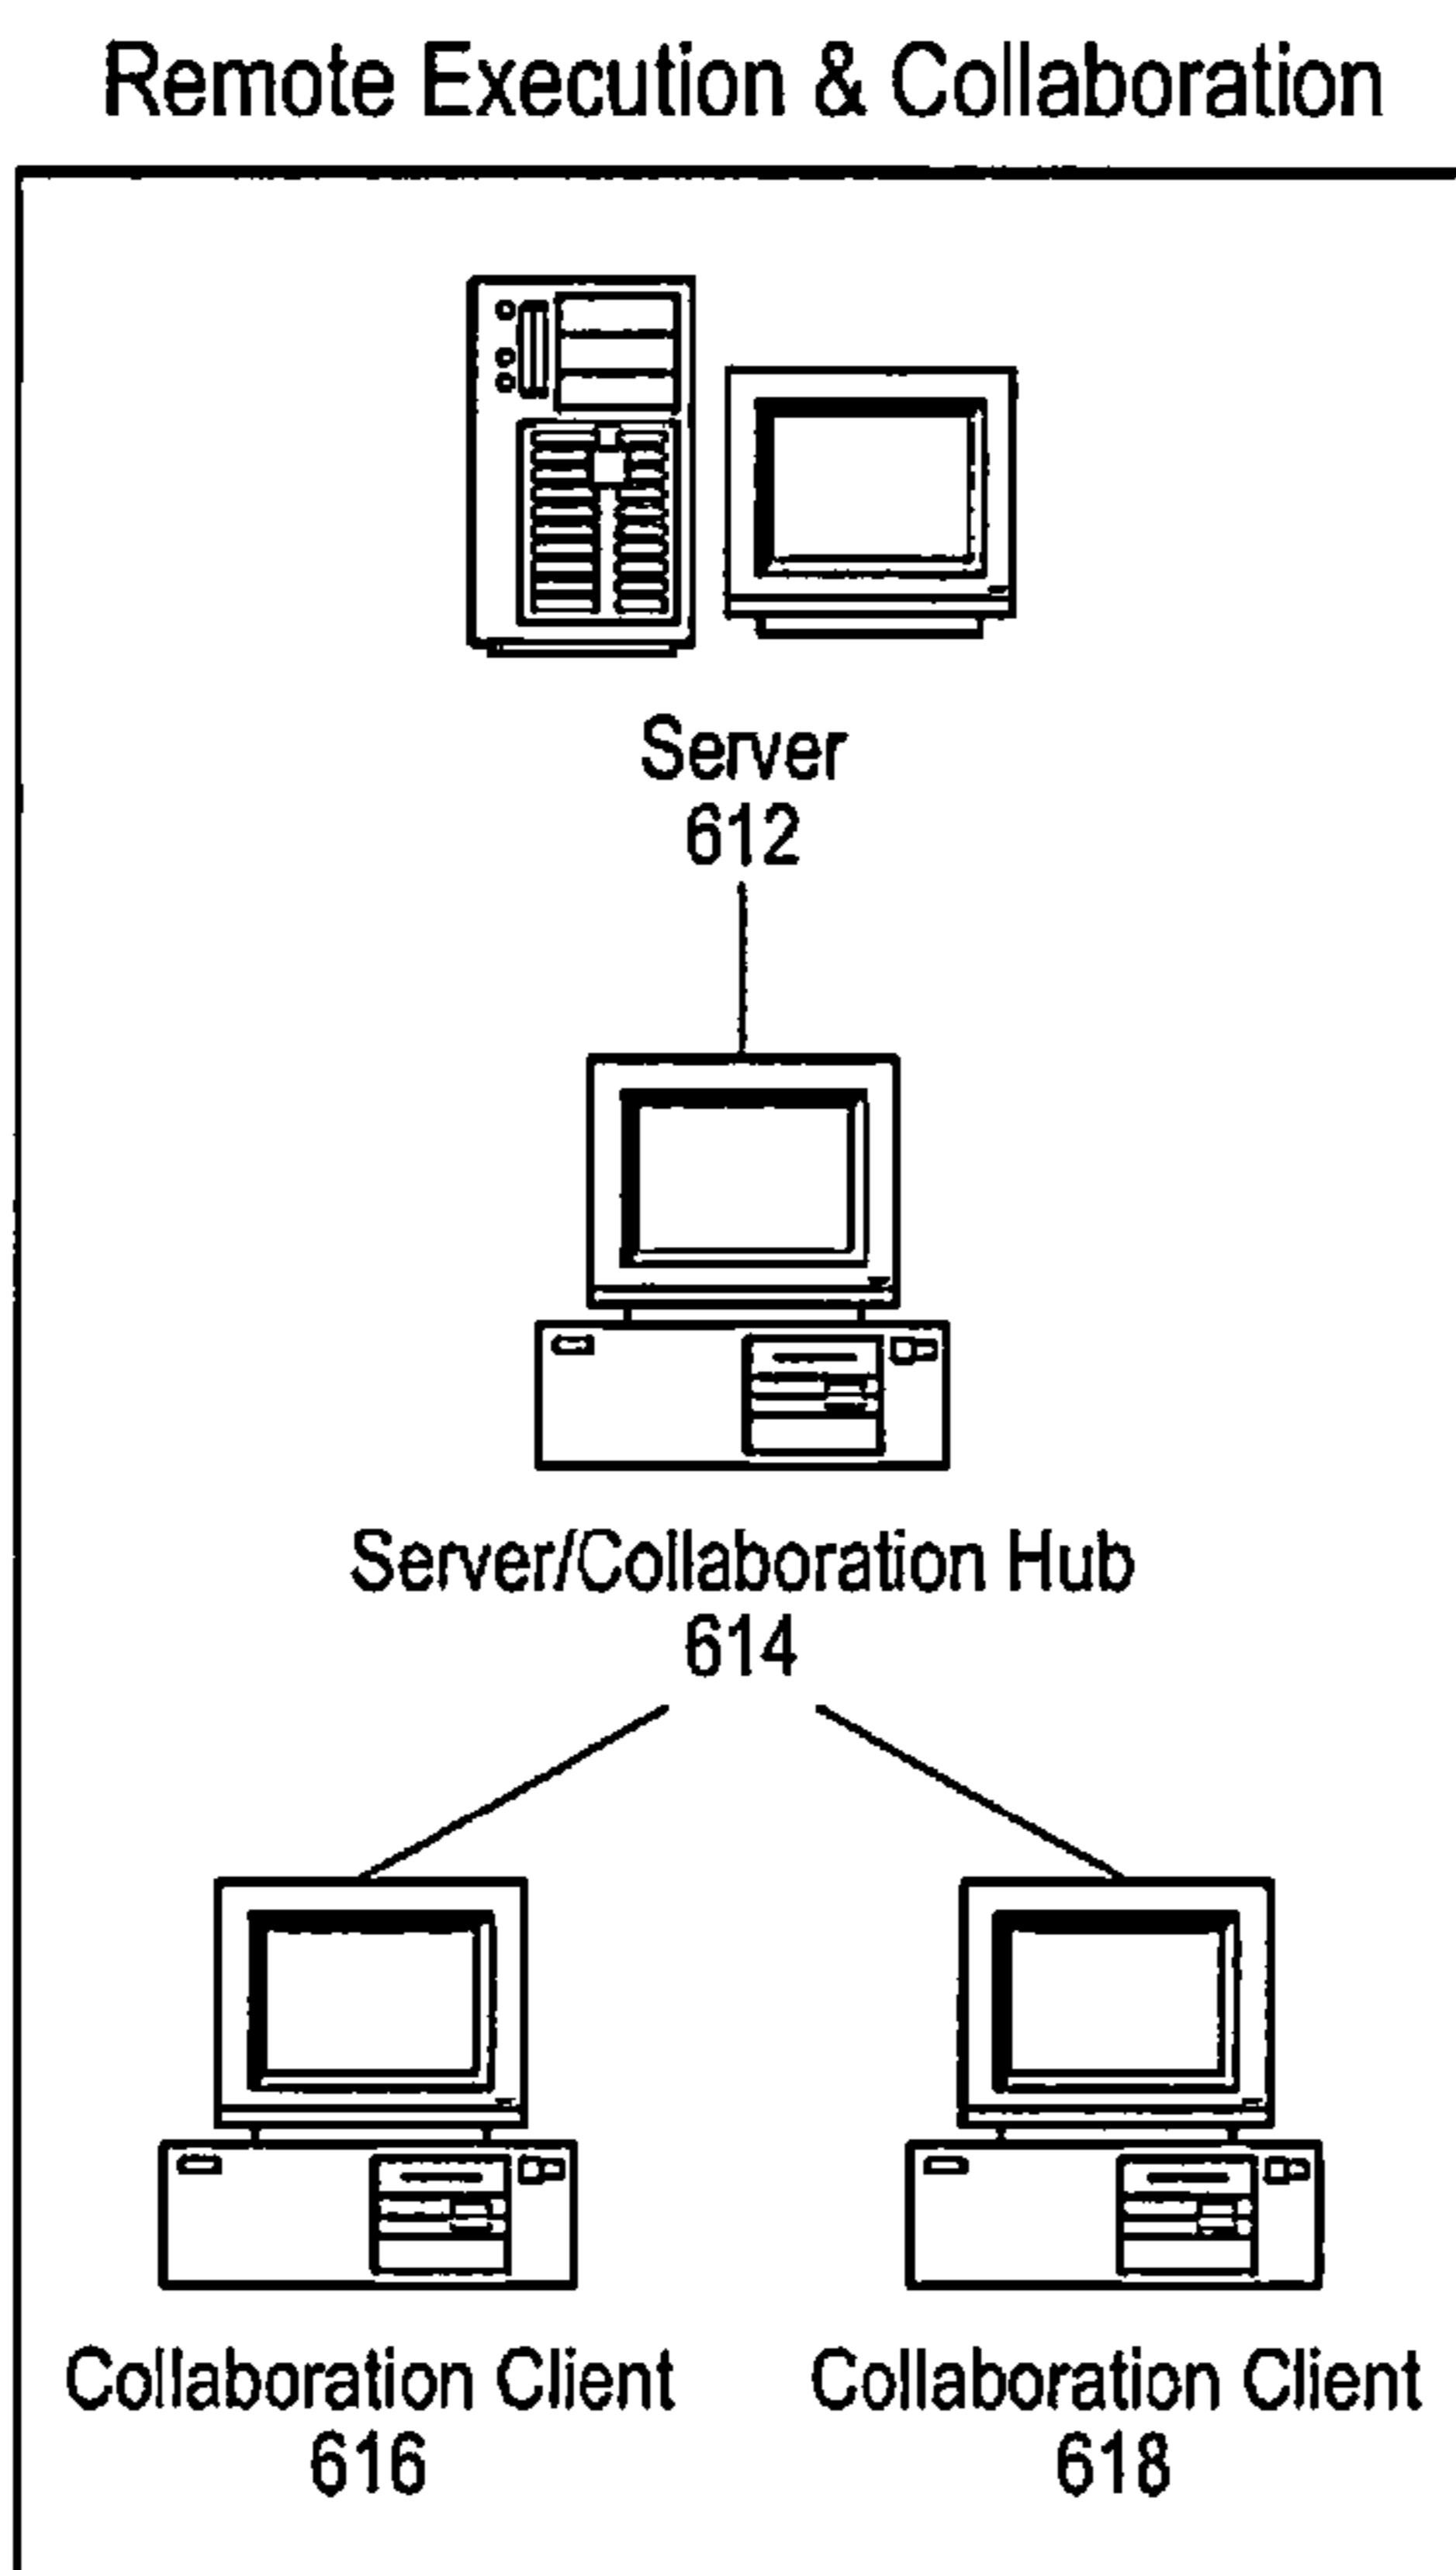 Remote Execution & Collaboration
Server
612
Server/Collaboration Hub
614
Collaboration Client
616
Collaboration Client
618